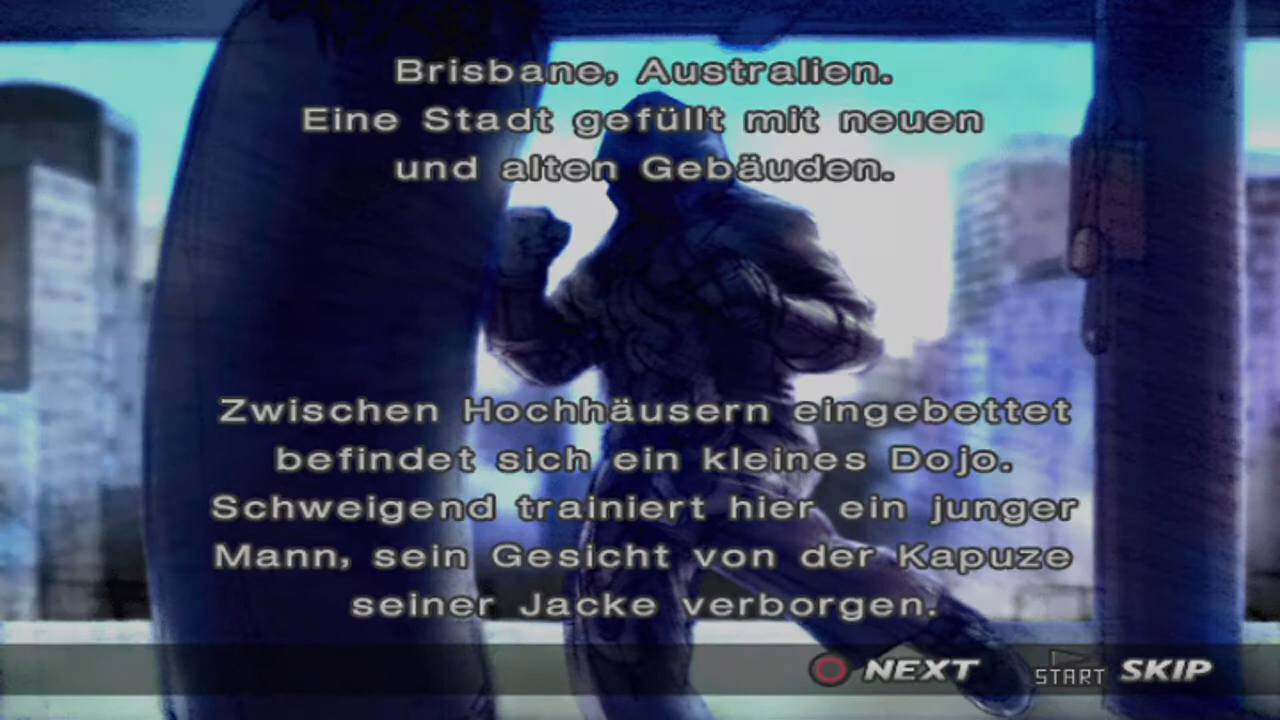 Brisbane, Australien.
Eine Stadt gefüllt mit neuen
und alten Gebäuden.
Zwischen Hochhäusern eingebettet
befindet sich ein kleines Dojo.
Schweigend trainiert hier ein junger
Mann, sein Gesicht von der Kapuze
seiner Jacke verborgen.
NEXT START SKIP